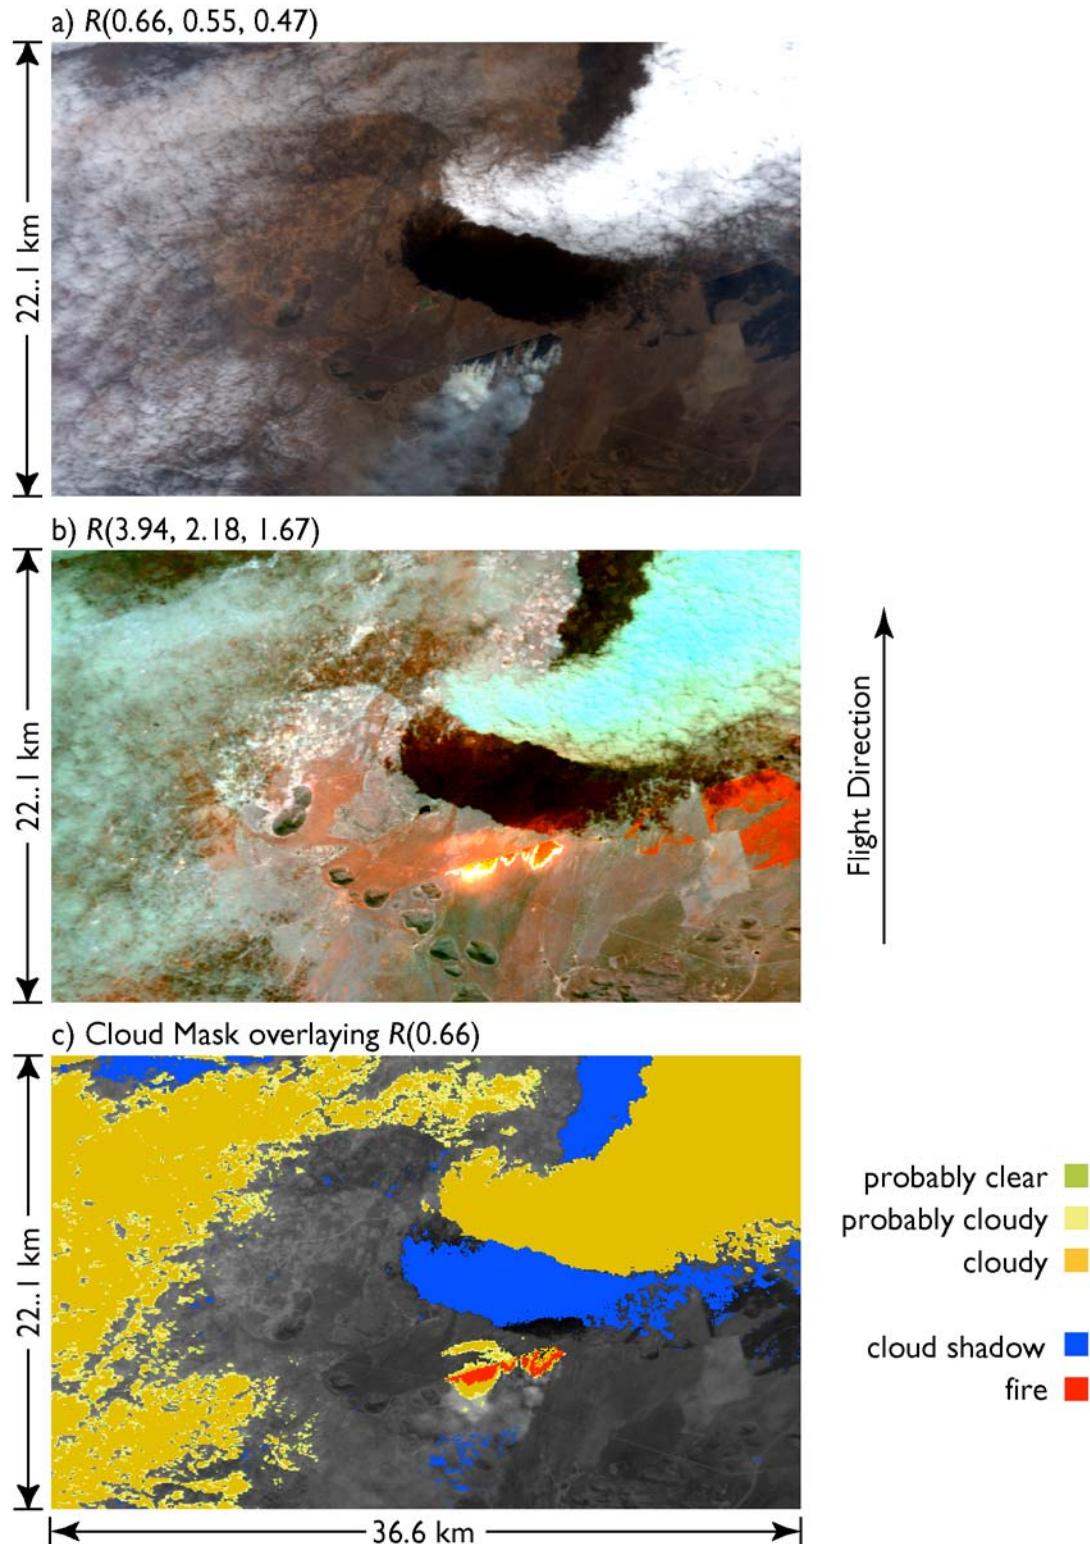 a) R(0.66, 0.55, 0.47)
22..1 km
b) R(3.94, 2.18, 1.67)
22..1 km
Flight Direction
c) Cloud Mask overlaying R(0.66)
22..1 km
probably clear
probably cloudy
cloudy
cloud shadow
fire
36.6 km